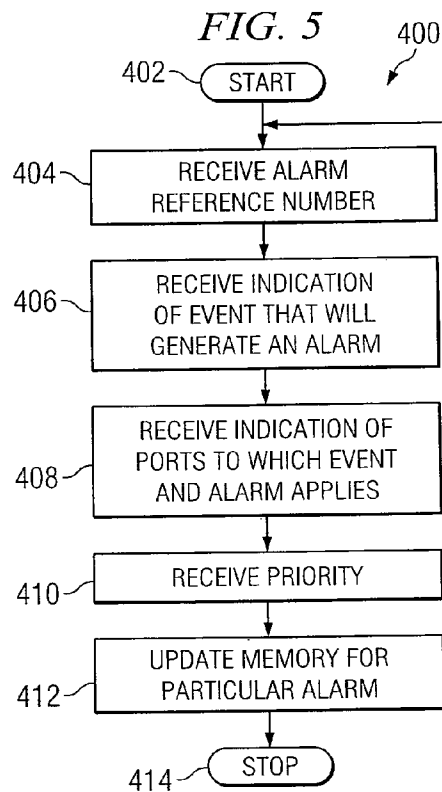 FIG. 5
400
402
START
404
RECEIVE ALARM
REFERENCE NUMBER
406
RECEIVE INDICATION
OF EVENT THAT WILL
GENERATE AN ALARM
408
RECEIVE INDICATION OF
PORTS TO WHICH EVENT
AND ALARM APPLIES
410
RECEIVE PRIORITY
412
UPDATE MEMORY FOR
PARTICULAR ALARM
414
STOP